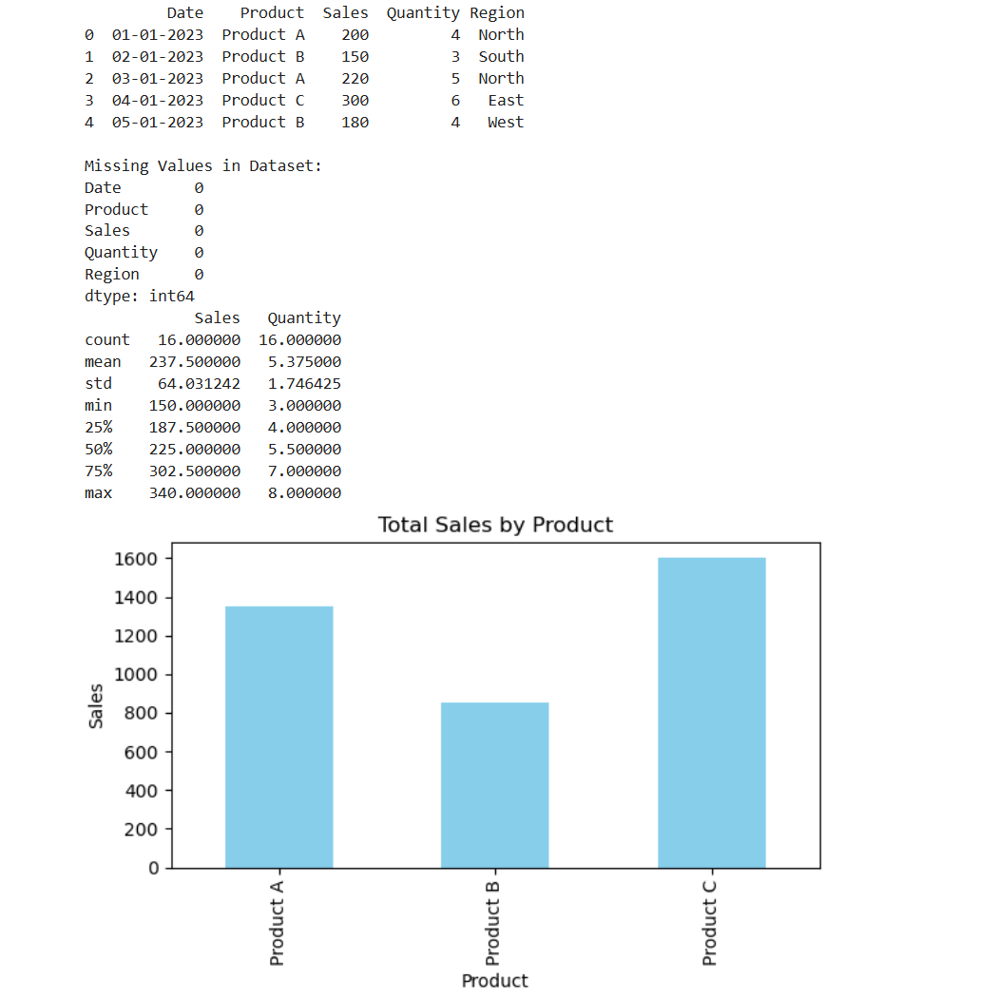 Date Product Sales Quantity Region
0 01-01-2023 Product A 200 4 North
1 02-01-2023 Product B 150 3 South
2 03-01-2023 Product A 220 5 North
3 04-01-2023 Product C 300 6 East
4 05-01-2023 Product B 180 4 West
Missing Values in Dataset:
Date 0
Product 0
Sales 0
Quantity 0
Region 0
dtype: int64
Sales Quantity
count 16.000000 16.000000
mean 237.500000 5.375000
std 64.031242 1.746425
min 150.000000 3.000000
25% 187.500000 4.000000
50% 225.000000 5.500000
75% 302.500000 7.000000
max 340.000000 8.000000
Total Sales by Product
1600
1400
1200
1000
800
600
400
200
0
Sales
Product A
Product B
Product C
Product